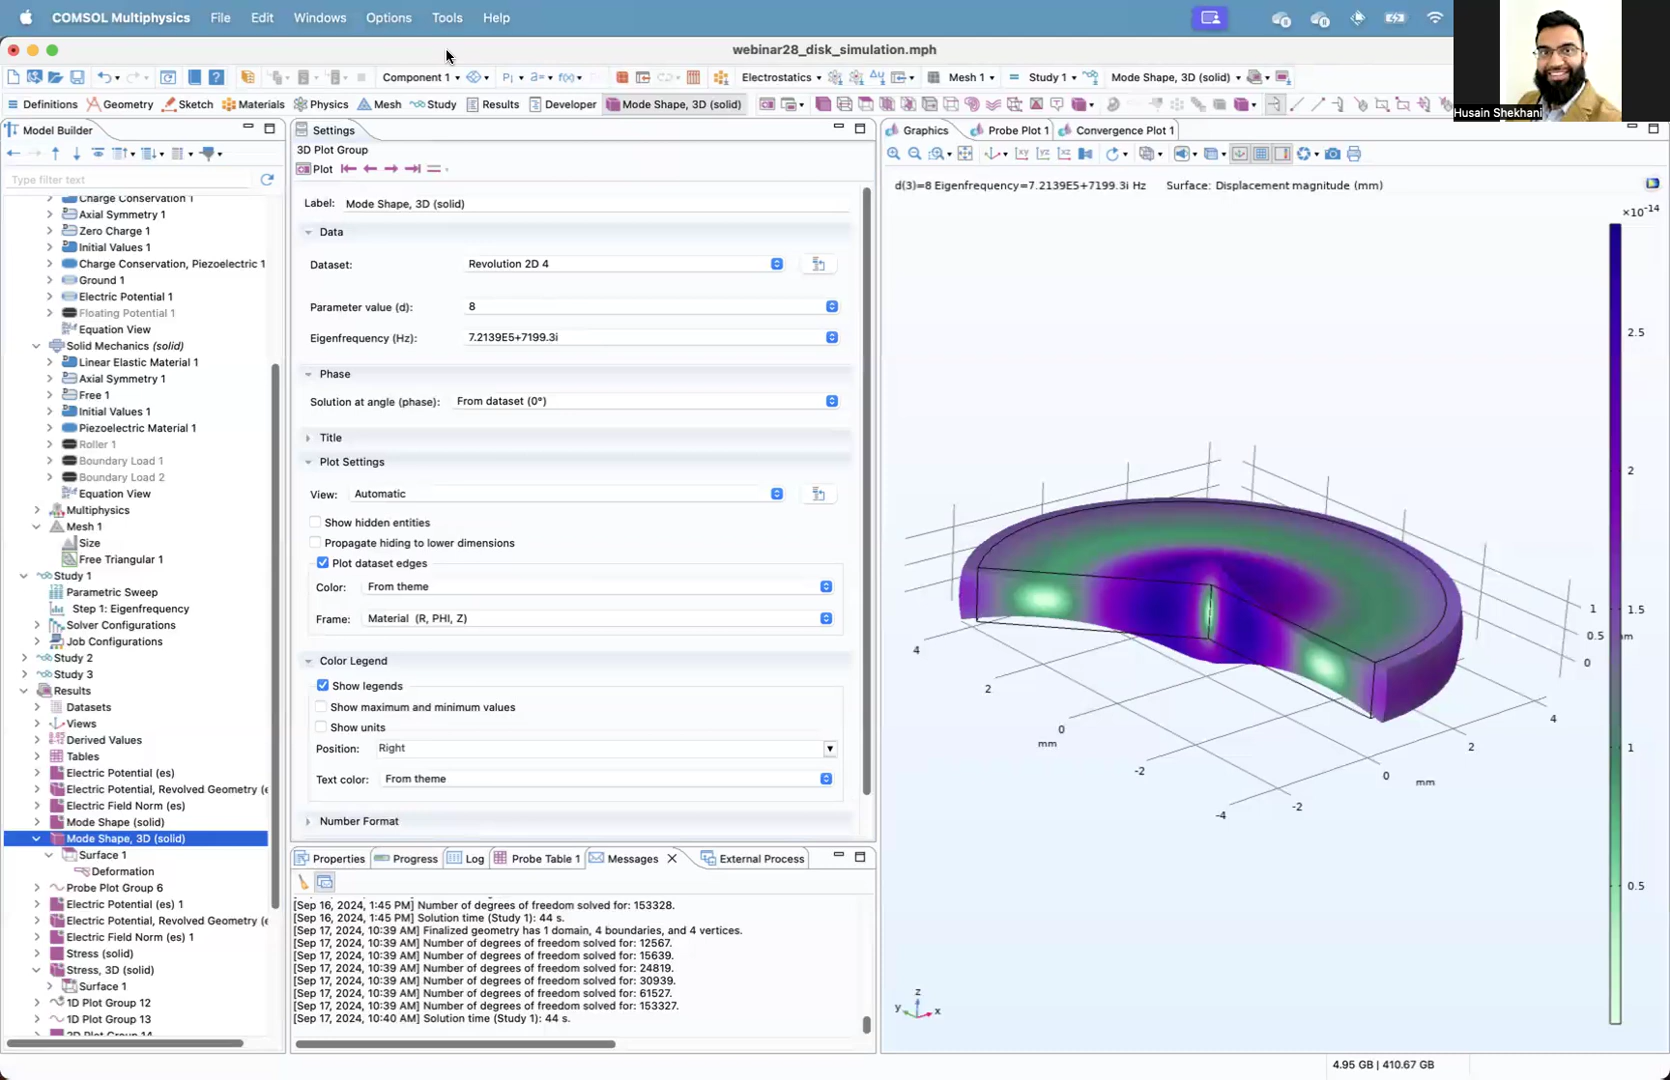 COMSOL Multiphysics File Edit Windows Options Tools Help
webinar28_disk_simulation.mph
Component 1 Pi a= f(x) Electrostatics Mesh 1 = Study 1 Mode Shape, 3D (solid)
Definitions Geometry Sketch Materials Physics Mesh Study Results Developer Mode Shape, 3D (solid)
Husain Shekhani
Model Builder
Type filter text
Charge Conservation 1
Axial Symmetry 1
Zero Charge 1
Initial Values 1
Charge Conservation, Piezoelectric 1
Ground 1
Electric Potential 1
Floating Potential 1
Equation View
Solid Mechanics (solid)
Linear Elastic Material 1
Axial Symmetry 1
Free 1
Initial Values 1
Piezoelectric Material 1
Roller 1
Boundary Load 1
Boundary Load 2
Equation View
Multiphysics
Mesh 1
Size
Free Triangular 1
Study 1
Parametric Sweep
Step 1: Eigenfrequency
Solver Configurations
Job Configurations
Study 2
Study 3
Results
Datasets
Views
Derived Values
Tables
Electric Potential (es)
Electric Potential, Revolved Geometry (e
Electric Field Norm (es)
Mode Shape (solid)
Mode Shape, 3D (solid)
Surface 1
Deformation
Probe Plot Group 6
Electric Potential (es) 1
Electric Potential, Revolved Geometry (e
Electric Field Norm (es) 1
Stress (solid)
Stress, 3D (solid)
Surface 1
1D Plot Group 12
1D Plot Group 13
2D Plot Group 14
Settings
3D Plot Group
Plot
Label: Mode Shape, 3D (solid)
Data
Dataset: Revolution 2D 4
Parameter value (d): 8
Eigenfrequency (Hz): 7.2139E5+7199.3i
Phase
Solution at angle (phase): From dataset (0°)
Title
Plot Settings
View: Automatic
Show hidden entities
Propagate hiding to lower dimensions
Plot dataset edges
Color: From theme
Frame: Material (R, PHI, Z)
Color Legend
Show legends
Show maximum and minimum values
Show units
Position: Right
Text color: From theme
Number Format
Properties Progress Log Probe Table 1 Messages External Process
[Sep 16, 2024, 1:45 PM] Number of degrees of freedom solved for: 153328.
[Sep 16, 2024, 1:45 PM] Solution time (Study 1): 44 s.
[Sep 17, 2024, 10:39 AM] Finalized geometry has 1 domain, 4 boundaries, and 4 vertices.
[Sep 17, 2024, 10:39 AM] Number of degrees of freedom solved for: 12567.
[Sep 17, 2024, 10:39 AM] Number of degrees of freedom solved for: 15639.
[Sep 17, 2024, 10:39 AM] Number of degrees of freedom solved for: 24819.
[Sep 17, 2024, 10:39 AM] Number of degrees of freedom solved for: 30939.
[Sep 17, 2024, 10:39 AM] Number of degrees of freedom solved for: 61527.
[Sep 17, 2024, 10:39 AM] Number of degrees of freedom solved for: 153327.
[Sep 17, 2024, 10:40 AM] Solution time (Study 1): 44 s.
Graphics Probe Plot 1 Convergence Plot 1
d(3)=8 Eigenfrequency=7.2139E5+7199.3i Hz Surface: Displacement magnitude (mm)
×10⁻¹⁴
2.5
2
1.5
1
0.5
1
0.5
0
mm
4
2
0
mm
-2
-4
-2
0
mm
2
4
z
y
x
4.95 GB | 410.67 GB